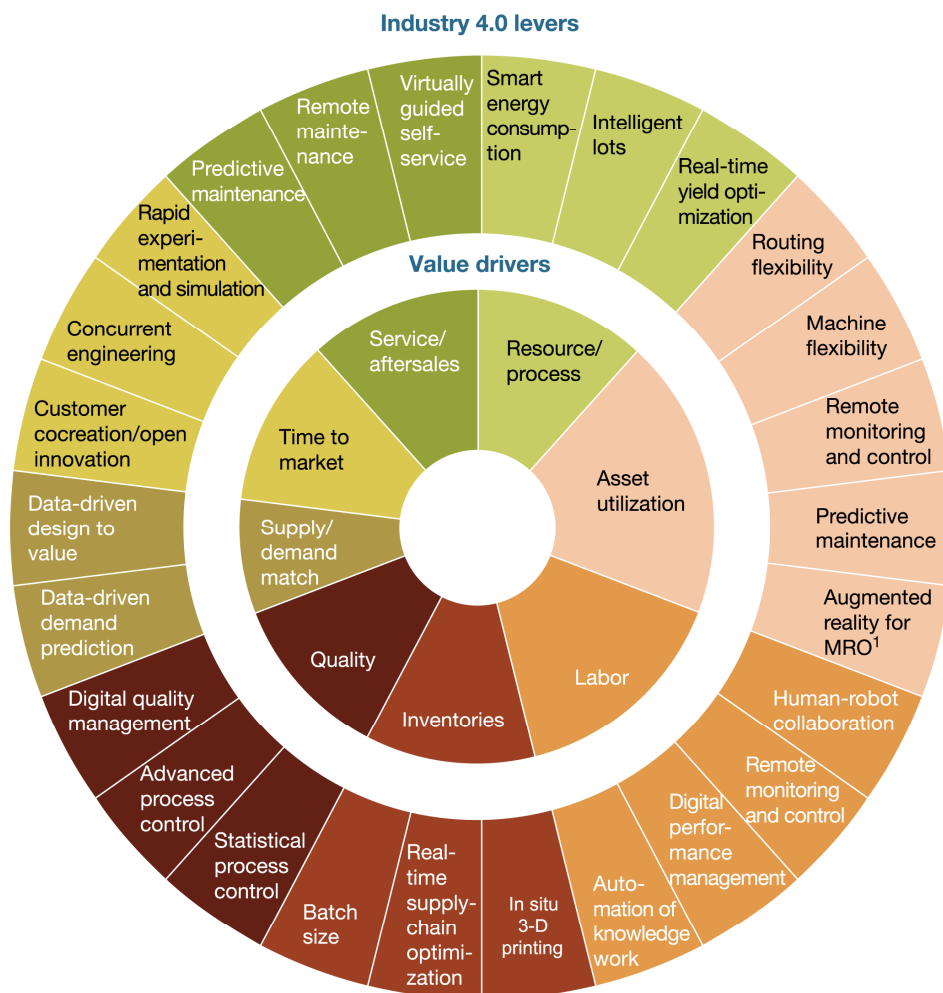 Industry 4.0 levers
Smart
energy
consump-
tion
Intelligent
lots
Real-time
yield opti-
mization
Routing
flexibility
Machine
flexibility
Remote
monitoring
and control
Predictive
maintenance
Augmented
reality for
MRO¹
Human-robot
collaboration
Remote
monitoring
and control
Digital
perfor-
mance
management
Auto-
mation of
knowledge
work
In situ
3-D
printing
Real-
time
supply-
chain
optimi-
zation
Batch
size
Statistical
process
control
Advanced
process
control
Digital quality
management
Data-driven
demand
prediction
Data-driven
design to
value
Customer
cocreation/open
innovation
Concurrent
engineering
Rapid
experi-
mentation
and simulation
Predictive
maintenance
Remote
mainte-
nance
Virtually
guided
self-
service
Value drivers
Resource/
process
Asset
utilization
Labor
Inventories
Quality
Supply/
demand
match
Time to
market
Service/
aftersales